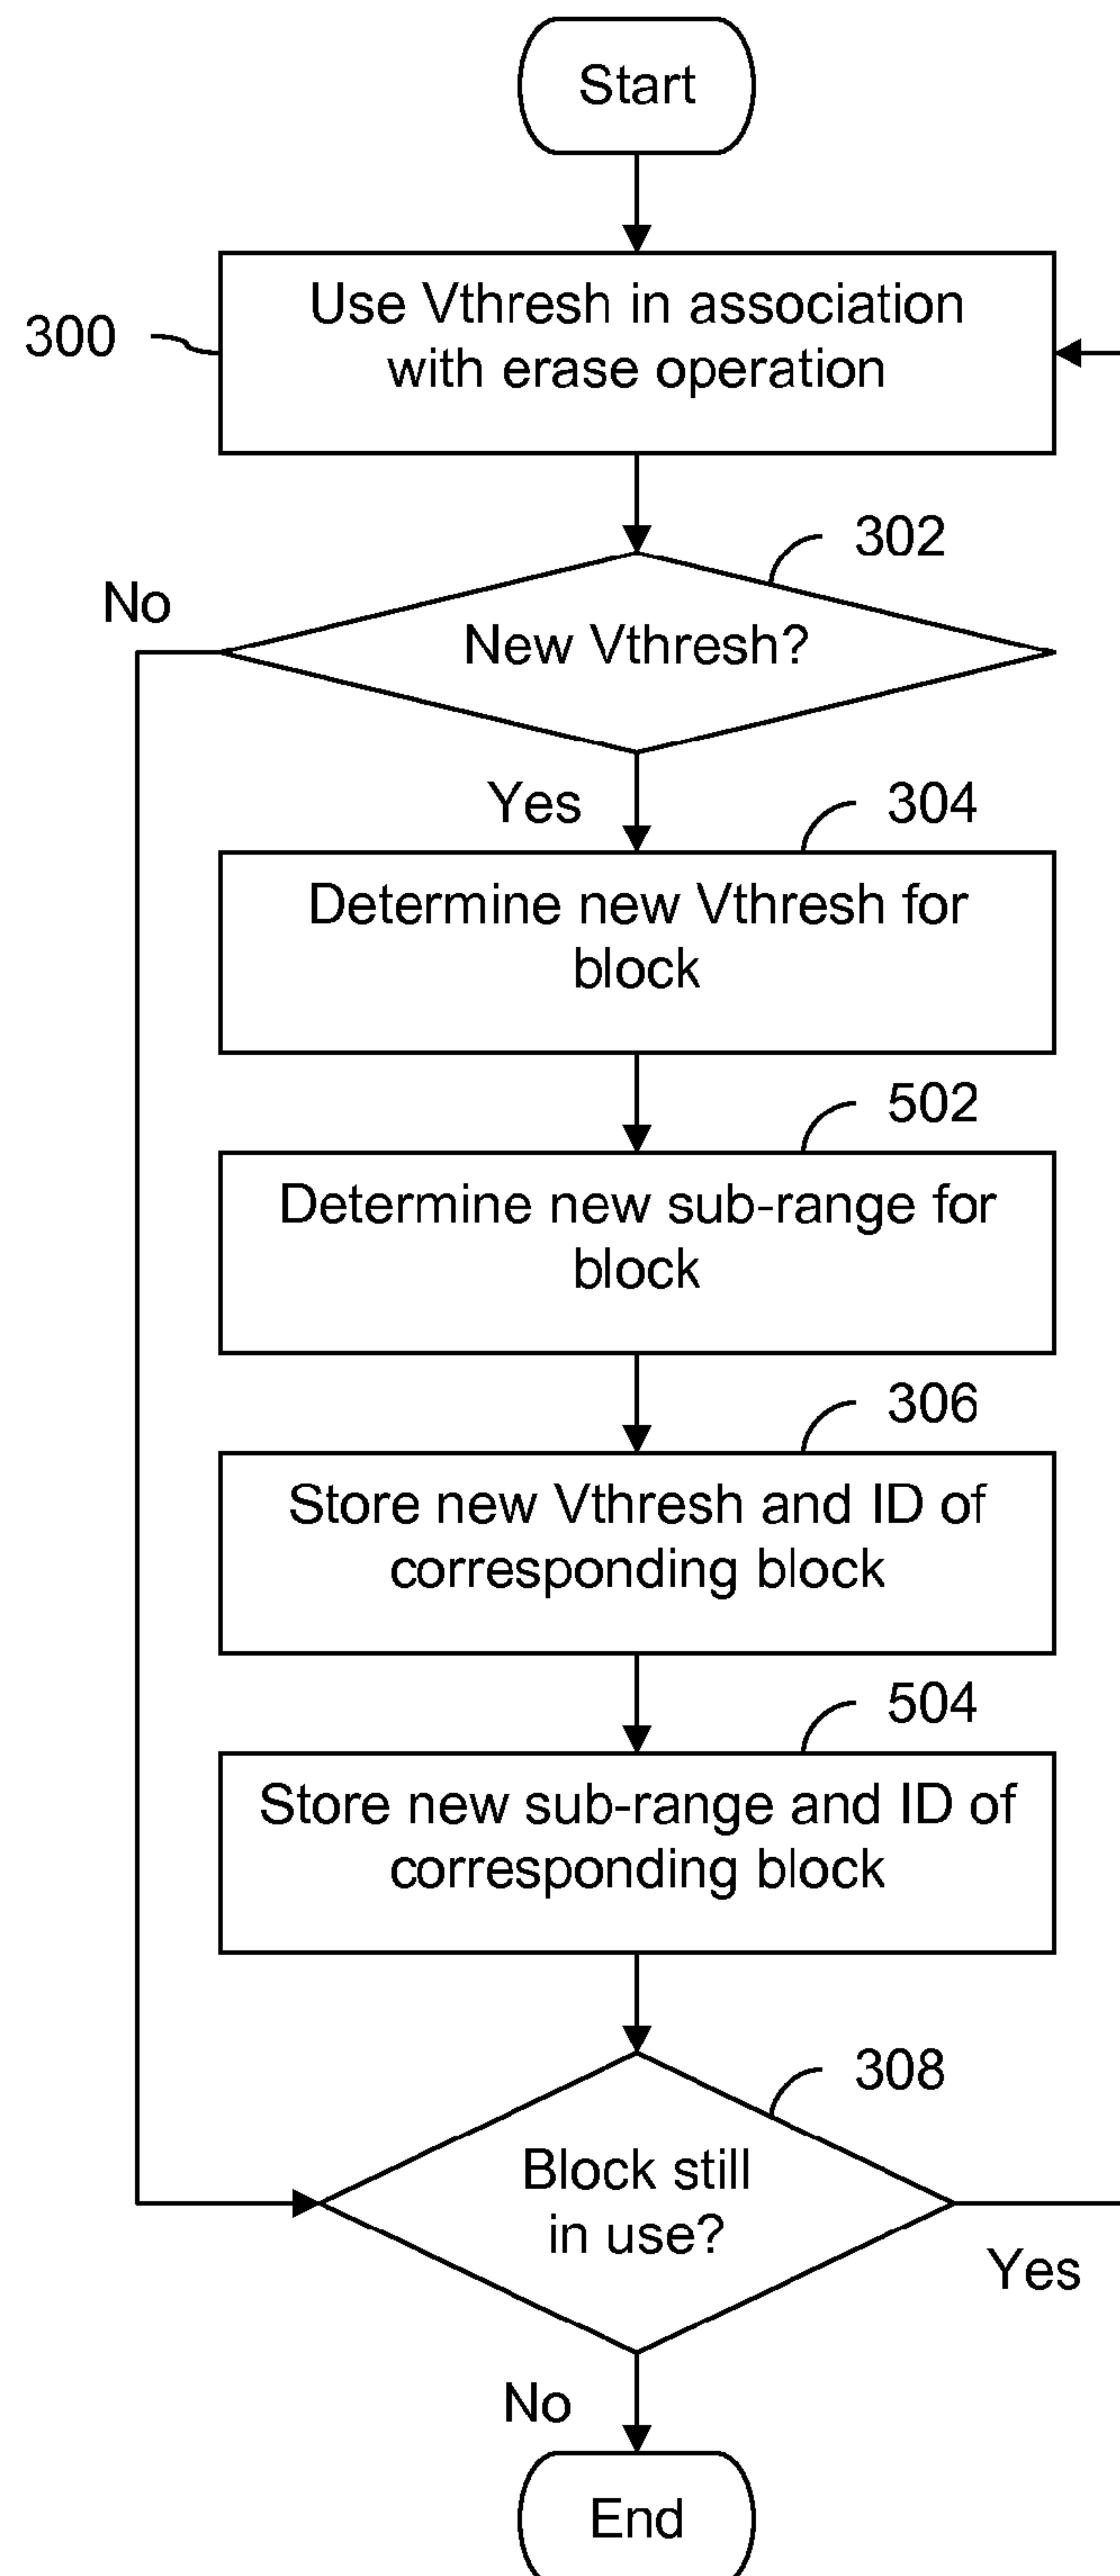 Start
Use Vthresh in association
with erase operation
300
302
No
New Vthresh?
Yes
304
Determine new Vthresh for
block
502
Determine new sub-range for
block
306
Store new Vthresh and ID of
corresponding block
504
Store new sub-range and ID of
corresponding block
308
Block still
in use?
Yes
No
End